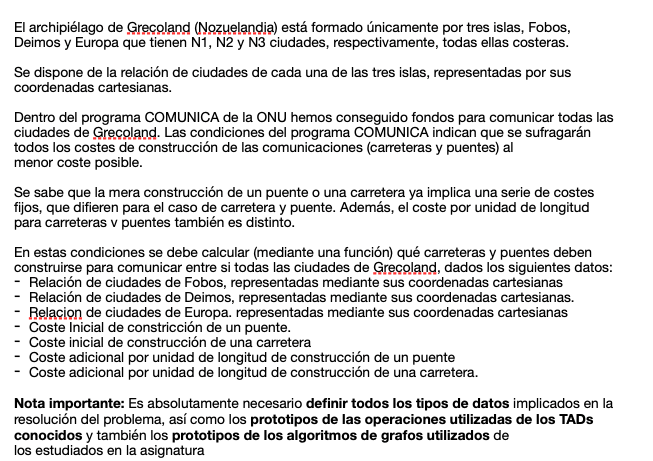 El archipiélago de Grecoland (Nozuelandia) está formado únicamente por tres islas, Fobos,
Deimos y Europa que tienen N1, N2 y N3 ciudades, respectivamente, todas ellas costeras.
Se dispone de la relación de ciudades de cada una de las tres islas, representadas por sus
coordenadas cartesianas.
Dentro del programa COMUNICA de la ONU hemos conseguido fondos para comunicar todas las
ciudades de Grecoland. Las condiciones del programa COMUNICA indican que se sufragarán
todos los costes de construcción de las comunicaciones (carreteras y puentes) al
menor coste posible.
Se sabe que la mera construcción de un puente o una carretera ya implica una serie de costes
fijos, que difieren para el caso de carretera y puente. Además, el coste por unidad de longitud
para carreteras v puentes también es distinto.
En estas condiciones se debe calcular (mediante una función) qué carreteras y puentes deben
construirse para comunicar entre si todas las ciudades de Grecoland, dados los siguientes datos:
- Relación de ciudades de Fobos, representadas mediante sus coordenadas cartesianas
- Relación de ciudades de Deimos, representadas mediante sus coordenadas cartesianas.
- Relacion de ciudades de Europa. representadas mediante sus coordenadas cartesianas
- Coste Inicial de constricción de un puente.
- Coste inicial de construcción de una carretera
- Coste adicional por unidad de longitud de construcción de un puente
- Coste adicional por unidad de longitud de construcción de una carretera.
Nota importante: Es absolutamente necesario definir todos los tipos de datos implicados en la
resolución del problema, así como los prototipos de las operaciones utilizadas de los TADs
conocidos y también los prototipos de los algoritmos de grafos utilizados de
los estudiados en la asignatura